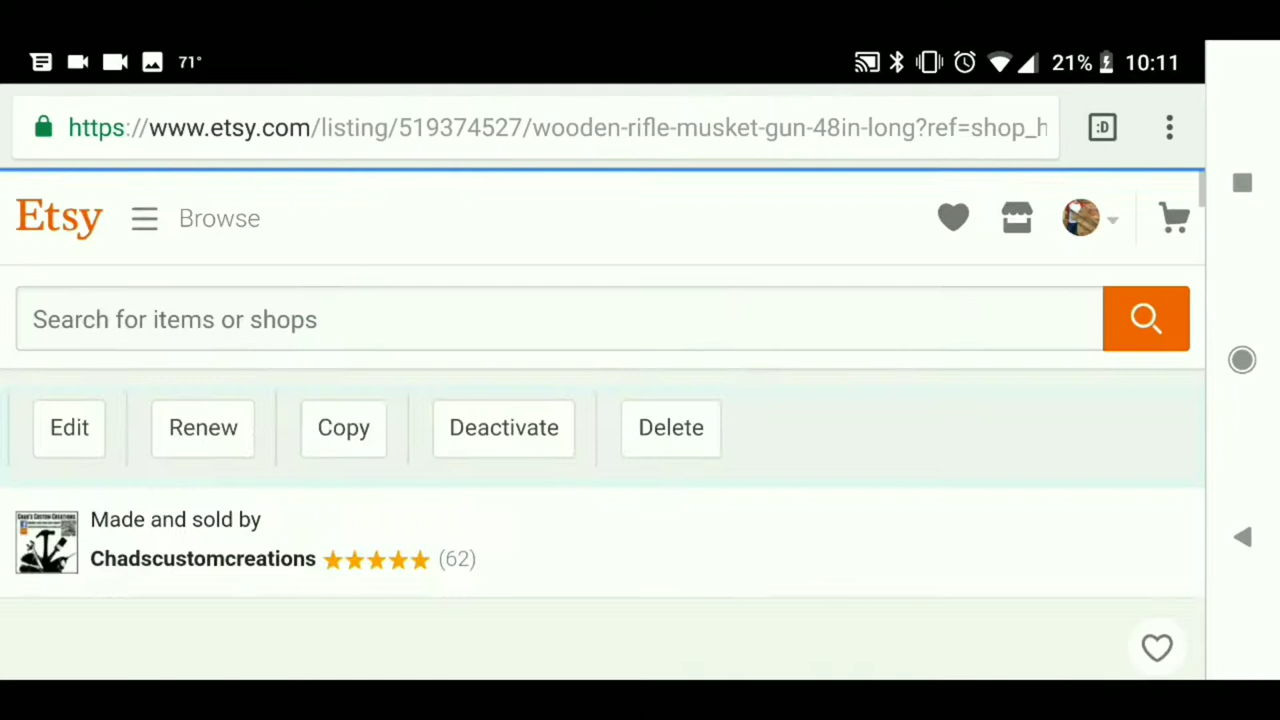 71° 21% 10:11
https://www.etsy.com/listing/519374527/wooden-rifle-musket-gun-48in-long?ref=shop_h :D
Etsy Browse
Search for items or shops
Edit Renew Copy Deactivate Delete
Made and sold by
Chadscustomcreations (62)